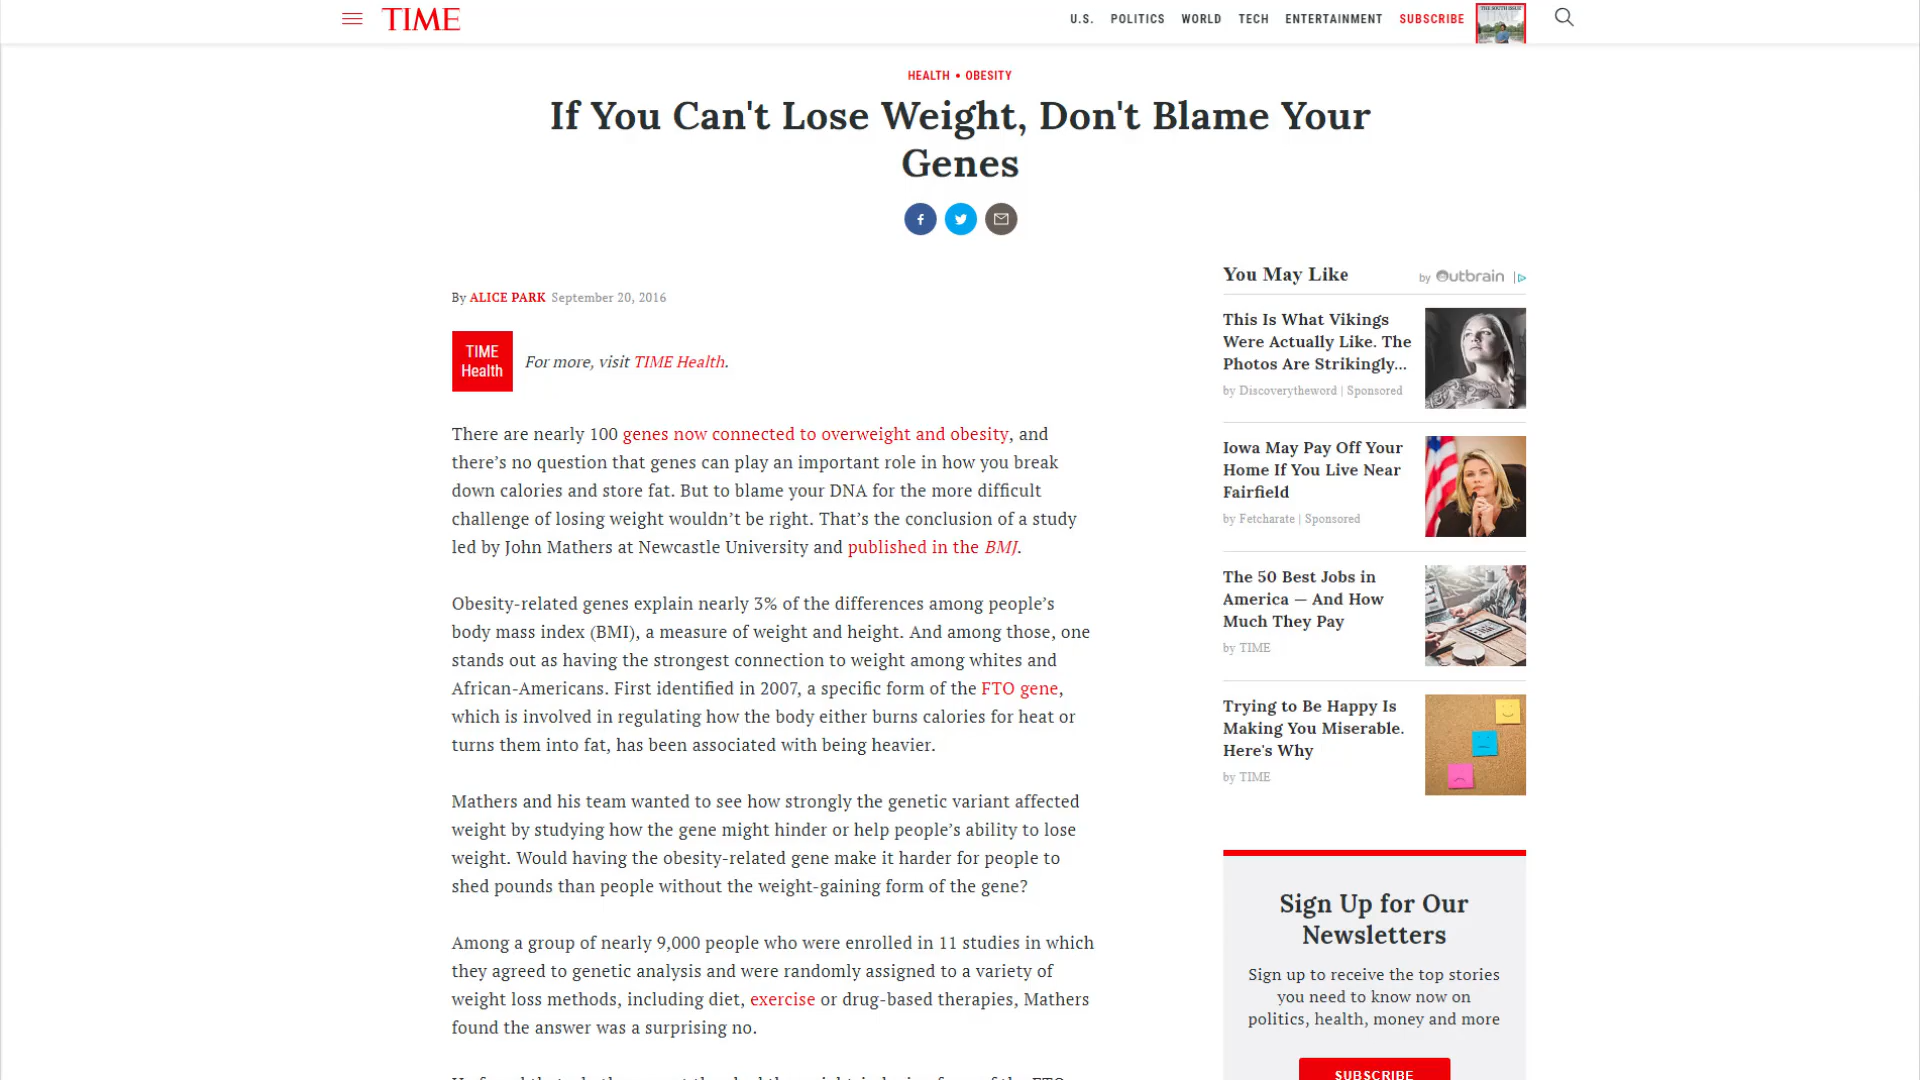 TIME
U.S. POLITICS WORLD TECH ENTERTAINMENT SUBSCRIBE
HEALTH • OBESITY
If You Can't Lose Weight, Don't Blame Your
Genes
By ALICE PARK September 20, 2016
TIME
Health
For more, visit TIME Health.
There are nearly 100 genes now connected to overweight and obesity, and
there’s no question that genes can play an important role in how you break
down calories and store fat. But to blame your DNA for the more difficult
challenge of losing weight wouldn’t be right. That’s the conclusion of a study
led by John Mathers at Newcastle University and published in the BMJ.
Obesity-related genes explain nearly 3% of the differences among people’s
body mass index (BMI), a measure of weight and height. And among those, one
stands out as having the strongest connection to weight among whites and
African-Americans. First identified in 2007, a specific form of the FTO gene,
which is involved in regulating how the body either burns calories for heat or
turns them into fat, has been associated with being heavier.
Mathers and his team wanted to see how strongly the genetic variant affected
weight by studying how the gene might hinder or help people’s ability to lose
weight. Would having the obesity-related gene make it harder for people to
shed pounds than people without the weight-gaining form of the gene?
Among a group of nearly 9,000 people who were enrolled in 11 studies in which
they agreed to genetic analysis and were randomly assigned to a variety of
weight loss methods, including diet, exercise or drug-based therapies, Mathers
found the answer was a surprising no.
You May Like
by Outbrain
This Is What Vikings
Were Actually Like. The
Photos Are Strikingly...
by Discoverytheword | Sponsored
Iowa May Pay Off Your
Home If You Live Near
Fairfield
by Fetcharate | Sponsored
The 50 Best Jobs in
America — And How
Much They Pay
by TIME
Trying to Be Happy Is
Making You Miserable.
Here's Why
by TIME
Sign Up for Our
Newsletters
Sign up to receive the top stories
you need to know now on
politics, health, money and more
SUBSCRIBE